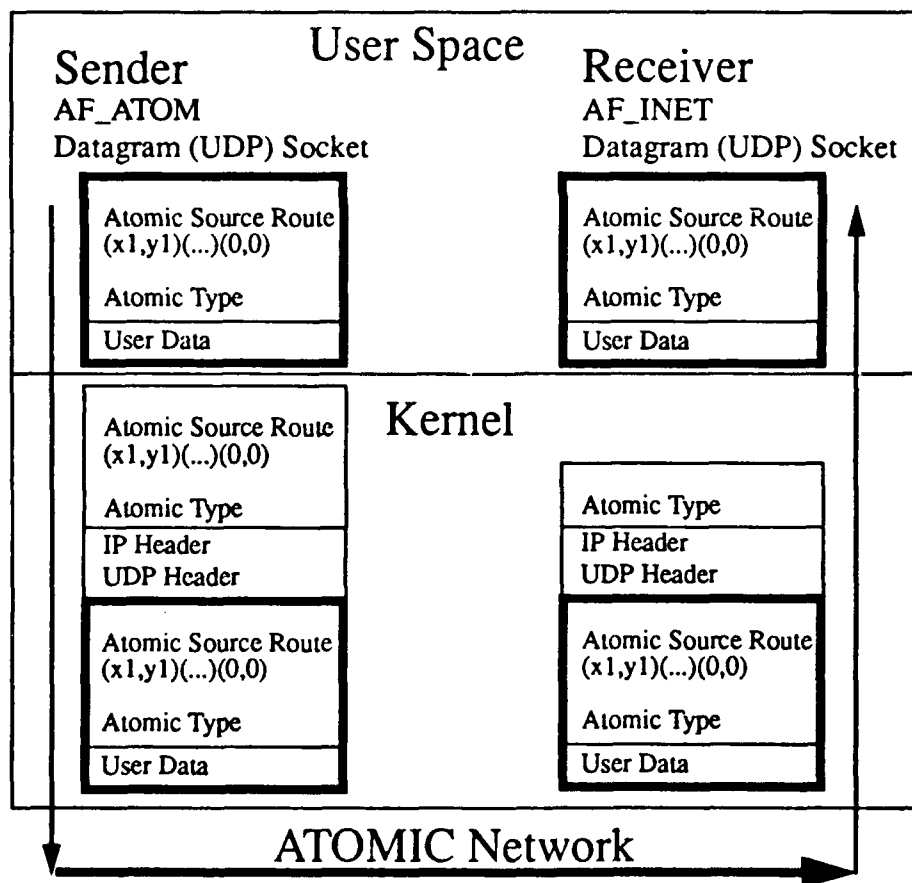 User Space
Sender
AF_ATOM
Datagram (UDP) Socket
Atomic Source Route
(x1,y1)(...)(0,0)
Atomic Type
User Data
Receiver
AF_INET
Datagram (UDP) Socket
Atomic Source Route
(x1,y1)(...)(0,0)
Atomic Type
User Data
Kernel
Atomic Source Route
(x1,y1)(...)(0,0)
Atomic Type
IP Header
UDP Header
Atomic Source Route
(x1,y1)(...)(0,0)
Atomic Type
User Data
Atomic Type
IP Header
UDP Header
Atomic Source Route
(x1,y1)(...)(0,0)
Atomic Type
User Data
ATOMIC Network